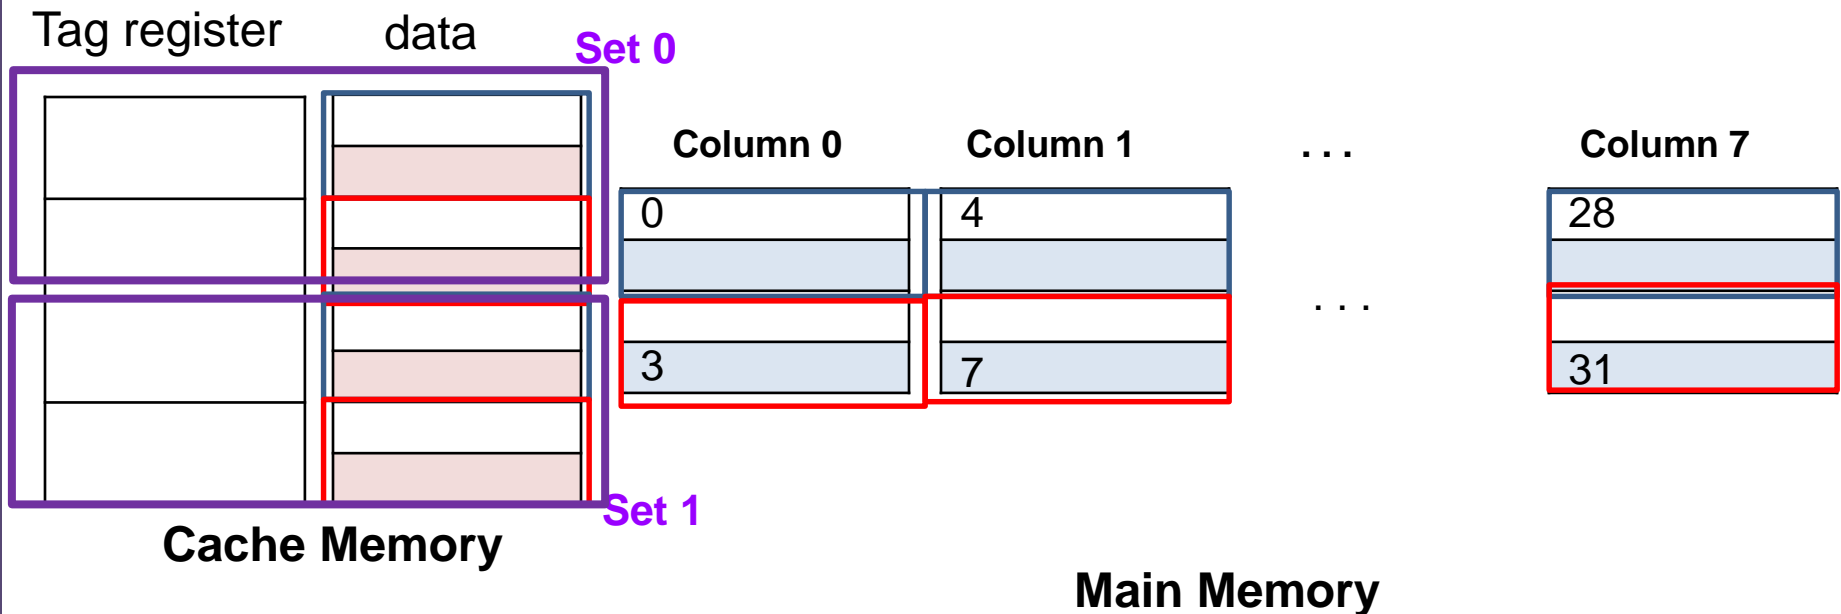 Tag register data Set 0
Column 0 Column 1 . . . Column 7
0 4 28
. . .
3 7 31
Set 1
Cache Memory
Main Memory